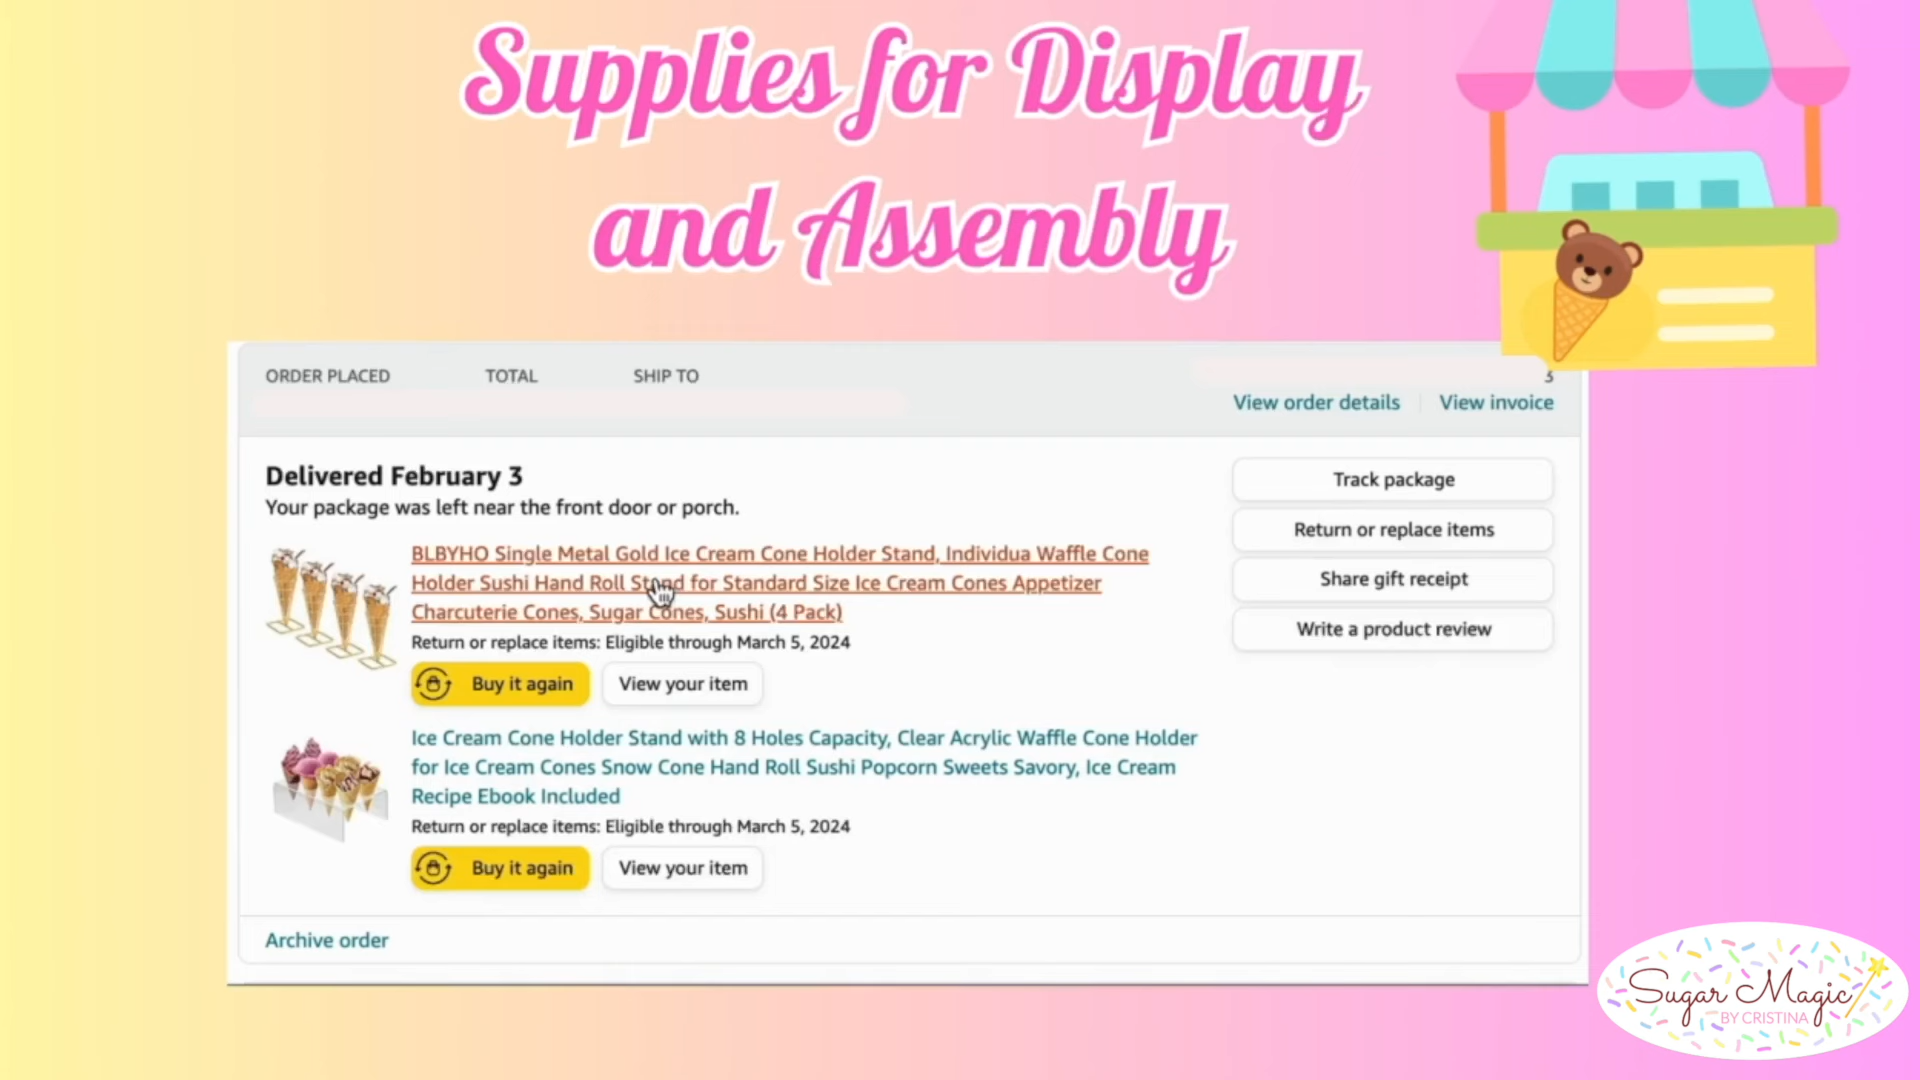 Supplies for Display
and Assembly
ORDER PLACED TOTAL SHIP TO
3
View order details View invoice
Delivered February 3
Your package was left near the front door or porch.
BLBYHO Single Metal Gold Ice Cream Cone Holder Stand, Individua Waffle Cone
Holder Sushi Hand Roll Stand for Standard Size Ice Cream Cones Appetizer
Charcuterie Cones, Sugar Cones, Sushi (4 Pack)
Return or replace items: Eligible through March 5, 2024
Buy it again View your item
Ice Cream Cone Holder Stand with 8 Holes Capacity, Clear Acrylic Waffle Cone Holder
for Ice Cream Cones Snow Cone Hand Roll Sushi Popcorn Sweets Savory, Ice Cream
Recipe Ebook Included
Return or replace items: Eligible through March 5, 2024
Buy it again View your item
Track package
Return or replace items
Share gift receipt
Write a product review
Archive order
Sugar Magic
BY CRISTINA